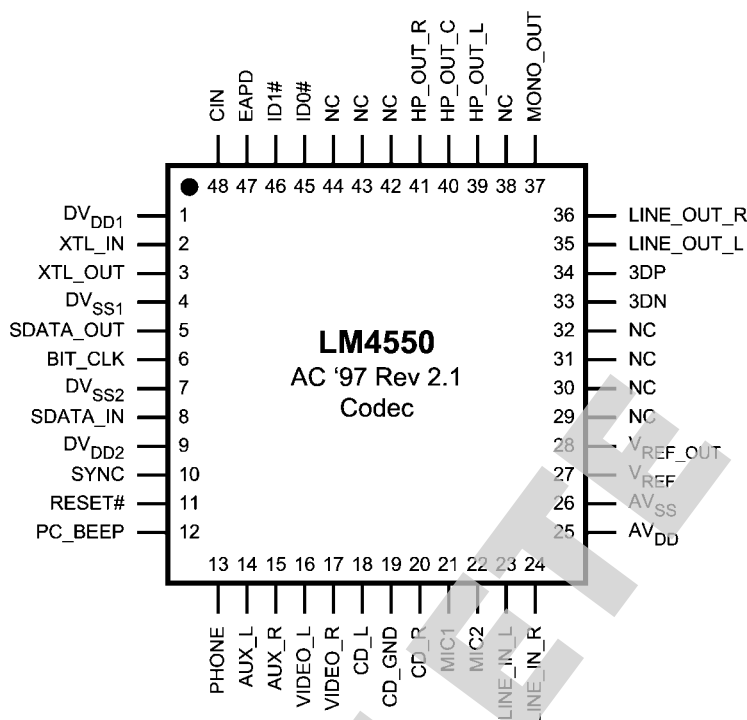 CIN
EAPD
ID1#
ID0#
NC
NC
NC
HP_OUT_R
HP_OUT_C
HP_OUT_L
NC
MONO_OUT
48 47 46 45 44 43 42 41 40 39 38 37
DVDD1 1
XTL_IN 2
XTL_OUT 3
DVSS1 4
SDATA_OUT 5
BIT_CLK 6
DVSS2 7
SDATA_IN 8
DVDD2 9
SYNC 10
RESET# 11
PC_BEEP 12
LM4550
AC '97 Rev 2.1
Codec
36 LINE_OUT_R
35 LINE_OUT_L
34 3DP
33 3DN
32 NC
31 NC
30 NC
29 NC
28 VREF_OUT
27 VREF
26 AVSS
25 AVDD
13 14 15 16 17 18 19 20 21 22 23 24
PHONE
AUX_L
AUX_R
VIDEO_L
VIDEO_R
CD_L
CD_GND
CD_R
MIC1
MIC2
LINE_IN_L
LINE_IN_R
ETE